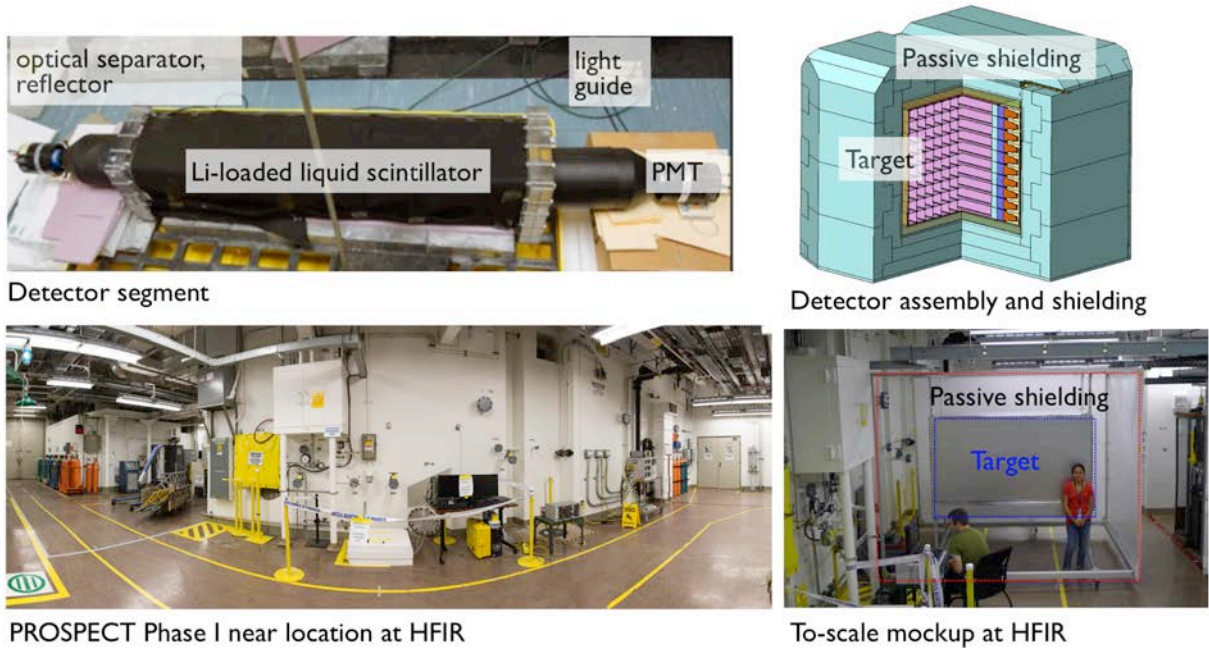 optical separator,
reflector
light
guide
Li-loaded liquid scintillator
PMT
Detector segment
Passive shielding
Target
Detector assembly and shielding
PROSPECT Phase I near location at HFIR
Passive shielding
Target
To-scale mockup at HFIR